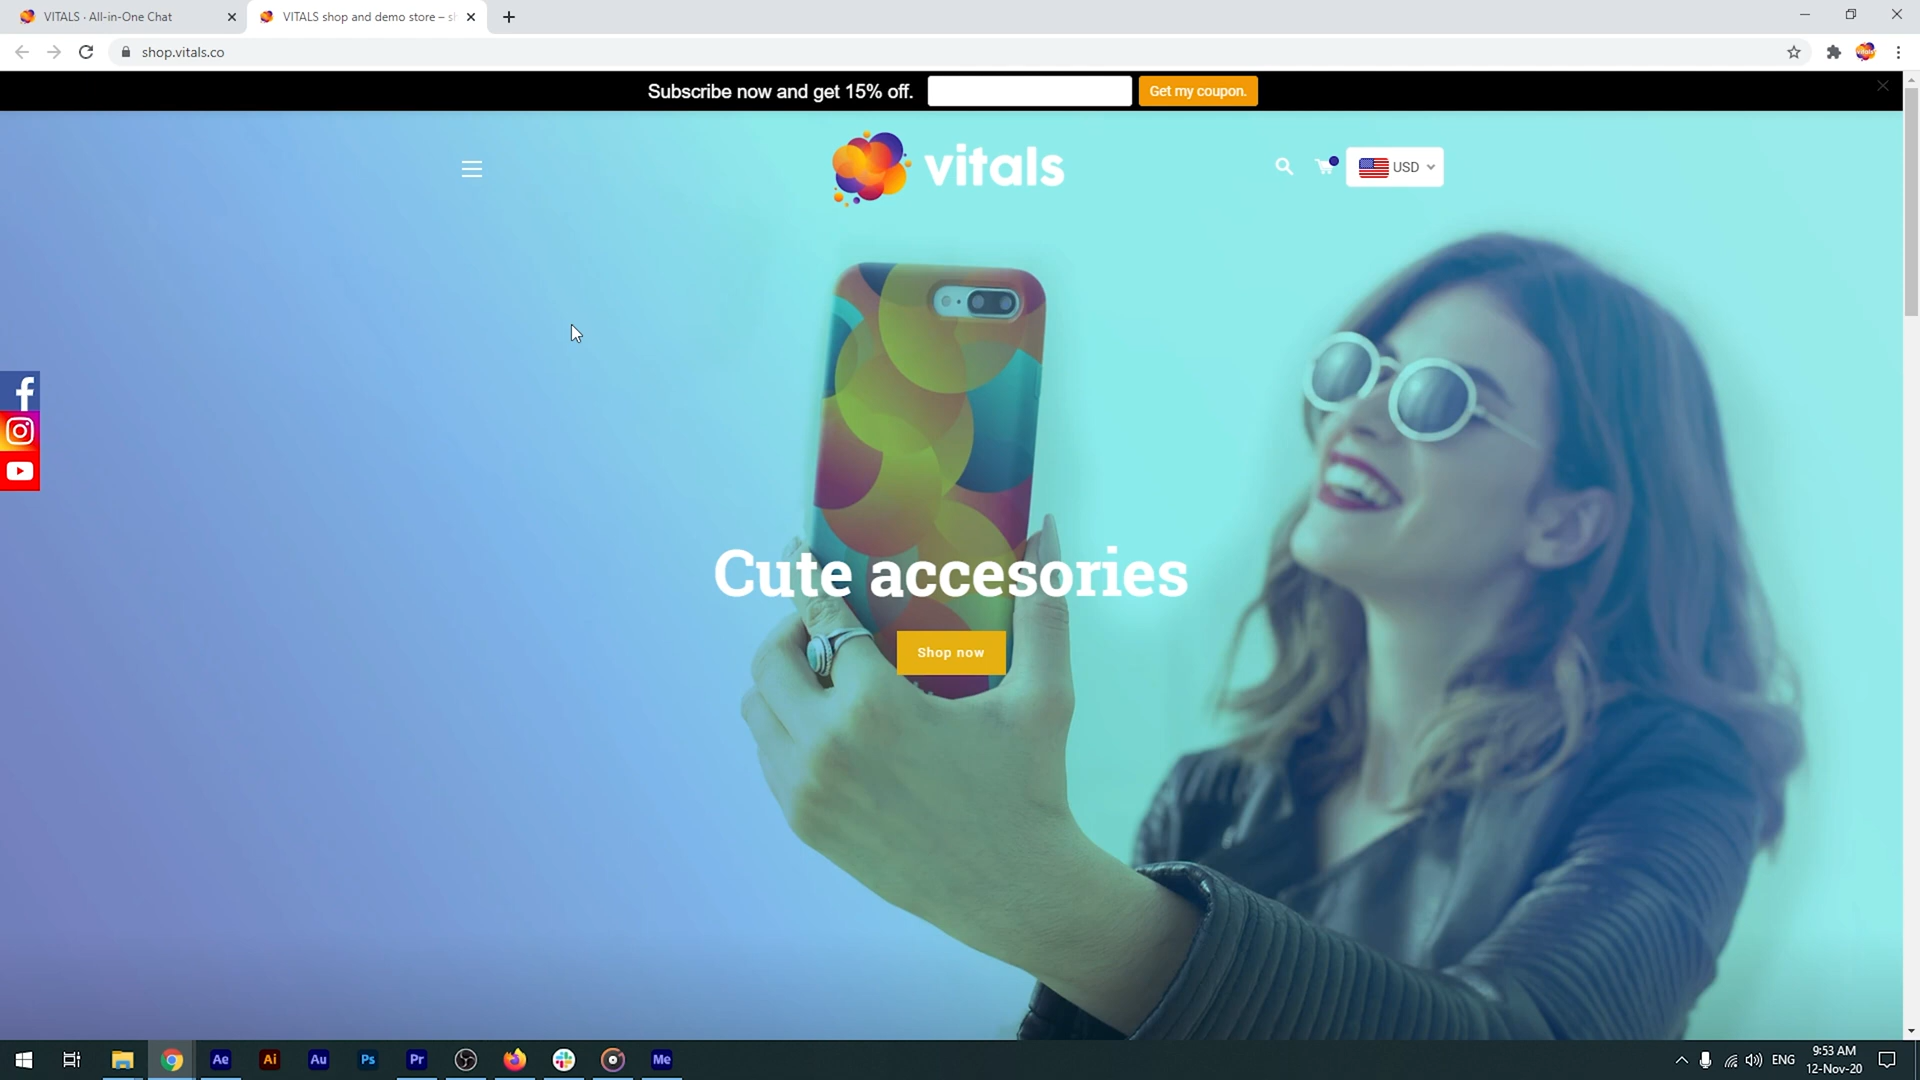 VITALS · All-in-One Chat
VITALS shop and demo store – sh
shop.vitals.co
Subscribe now and get 15% off.
Get my coupon.
vitals
USD
Cute accesories
Shop now
Ae
Ai
Au
Ps
Pr
Me
ENG
9:53 AM
12-Nov-20